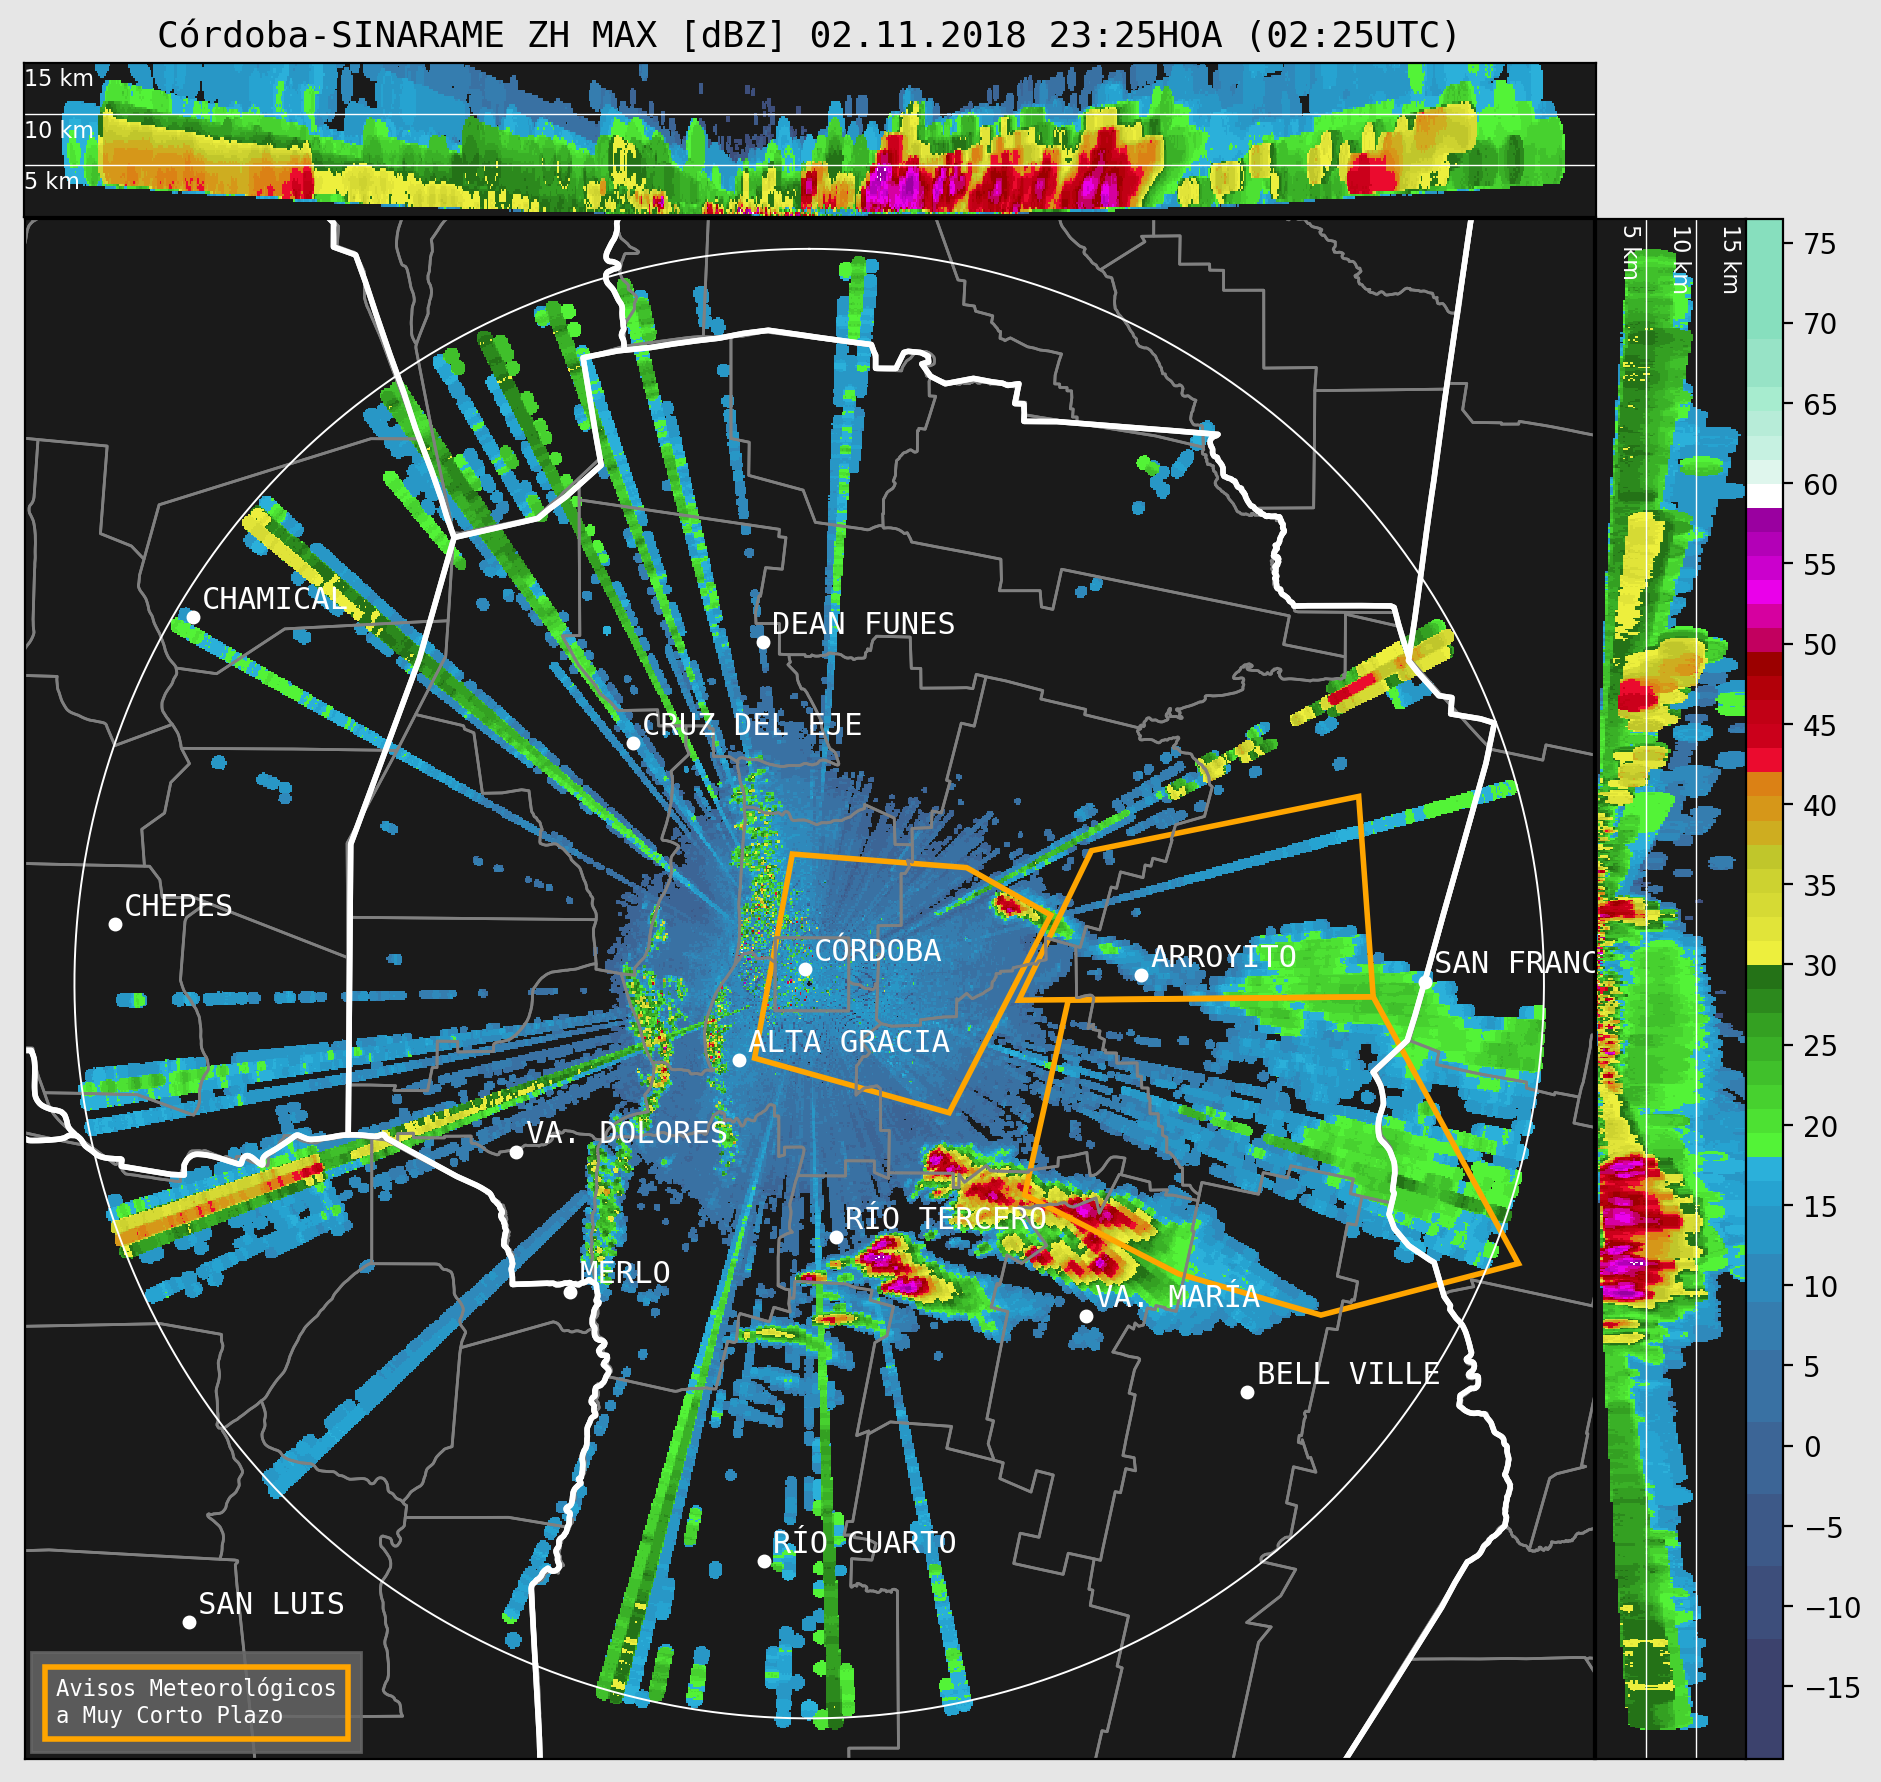 Córdoba-SINARAME ZH MAX [dBZ] 02.11.2018 23:25HOA (02:25UTC)
15 km
10 km
5 km
5 km
10 km
15 km
75
70
65
60
55
50
45
40
35
30
25
20
15
10
5
0
−5
−10
−15
CHAMICAL
DEAN FUNES
CRUZ DEL EJE
CHEPES
CÓRDOBA
ARROYITO
SAN FRANC
ALTA GRACIA
VA. DOLORES
RÍO TERCERO
MERLO
VA. MARÍA
BELL VILLE
RÍO CUARTO
SAN LUIS
Avisos Meteorológicos
a Muy Corto Plazo